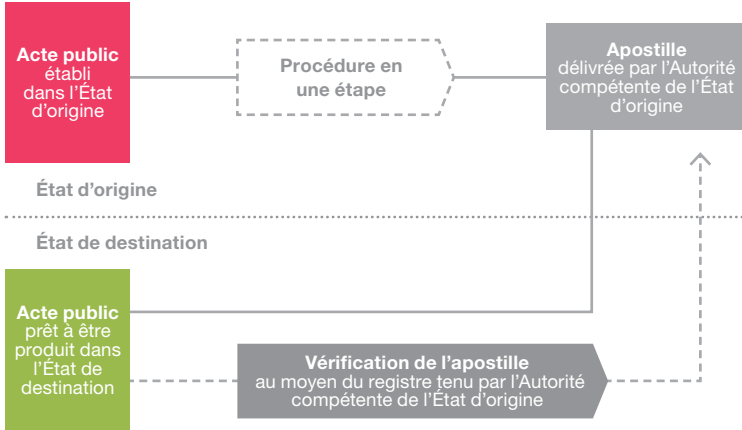 Acte public
établi
dans l’État
d’origine
Procédure en
une étape
Apostille
délivrée par l’Autorité
compétente de l’État
d’origine
État d’origine
État de destination
Acte public
prêt à être
produit dans
l’État de
destination
Vérification de l’apostille
au moyen du registre tenu par l’Autorité
compétente de l’État d’origine